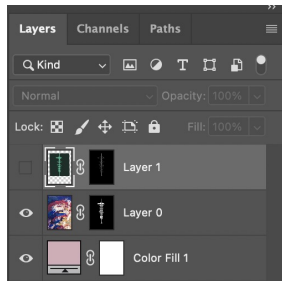 Layers Channels Paths
Kind T
Normal Opacity: 100%
Lock: Fill: 100%
Layer 1
Layer 0
Color Fill 1